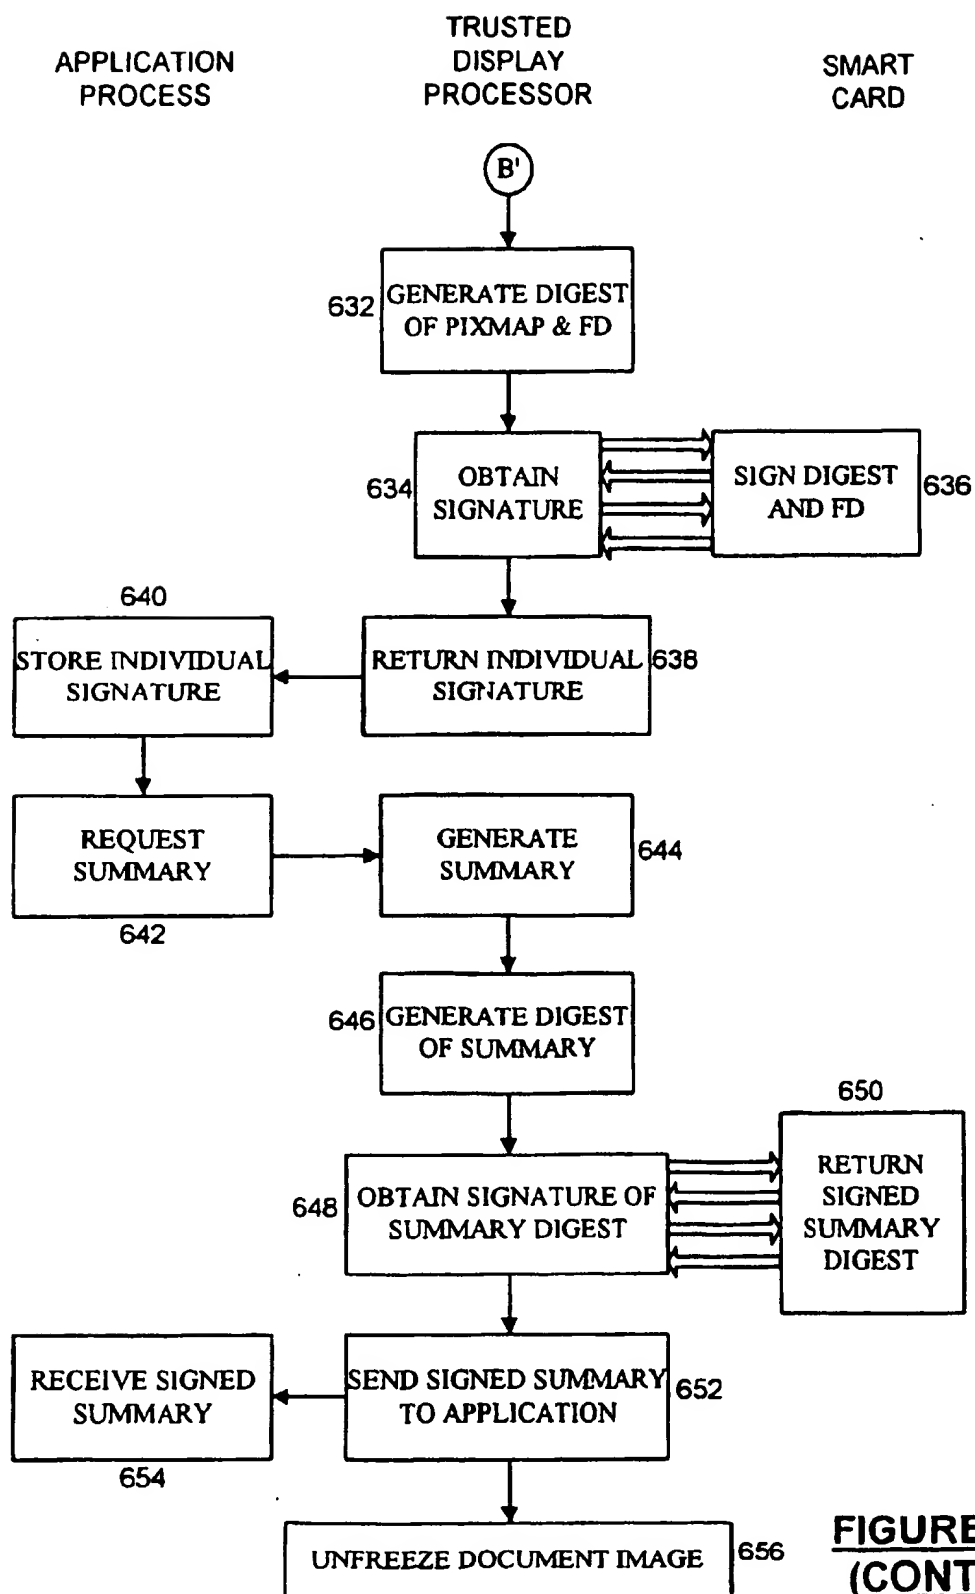 APPLICATION
PROCESS
TRUSTED
DISPLAY
PROCESSOR
SMART
CARD
B'
632
GENERATE DIGEST
OF PIXMAP & FD
634
OBTAIN
SIGNATURE
SIGN DIGEST
AND FD
636
640
STORE INDIVIDUAL
SIGNATURE
RETURN INDIVIDUAL
SIGNATURE
638
REQUEST
SUMMARY
642
GENERATE
SUMMARY
644
646
GENERATE DIGEST
OF SUMMARY
648
OBTAIN SIGNATURE OF
SUMMARY DIGEST
650
RETURN
SIGNED
SUMMARY
DIGEST
RECEIVE SIGNED
SUMMARY
654
SEND SIGNED SUMMARY
TO APPLICATION
652
UNFREEZE DOCUMENT IMAGE
656
FIGURE
(CONT